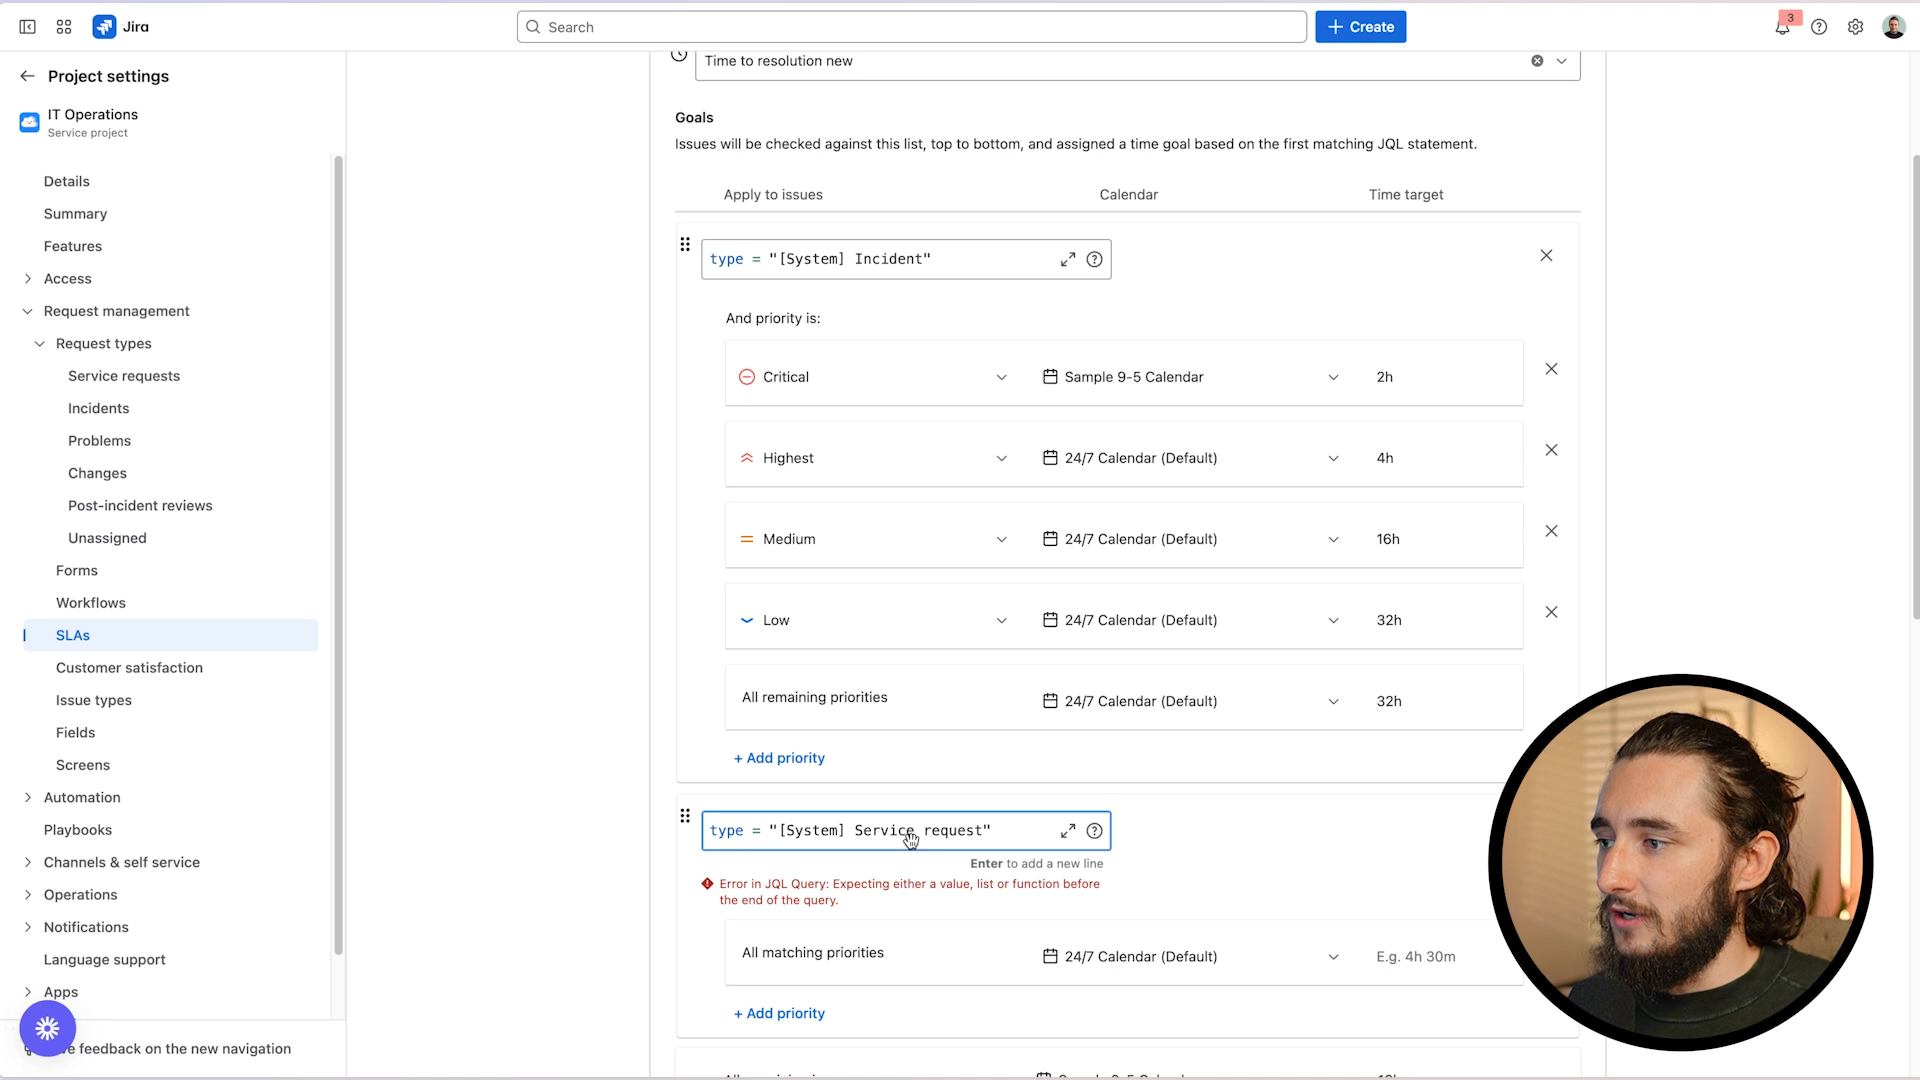 Jira
Search
Create
3
Project settings
IT Operations
Service project
Details
Summary
Features
Access
Request management
Request types
Service requests
Incidents
Problems
Changes
Post-incident reviews
Unassigned
Forms
Workflows
SLAs
Customer satisfaction
Issue types
Fields
Screens
Automation
Playbooks
Channels & self service
Operations
Notifications
Language support
Apps
feedback on the new navigation
Time to resolution new
Goals
Issues will be checked against this list, top to bottom, and assigned a time goal based on the first matching JQL statement.
Apply to issues Calendar Time target
type = "[System] Incident"
And priority is:
Critical Sample 9-5 Calendar 2h
Highest 24/7 Calendar (Default) 4h
Medium 24/7 Calendar (Default) 16h
Low 24/7 Calendar (Default) 32h
All remaining priorities 24/7 Calendar (Default) 32h
+ Add priority
type = "[System] Service request"
Enter to add a new line
Error in JQL Query: Expecting either a value, list or function before
the end of the query.
All matching priorities 24/7 Calendar (Default) E.g. 4h 30m
+ Add priority